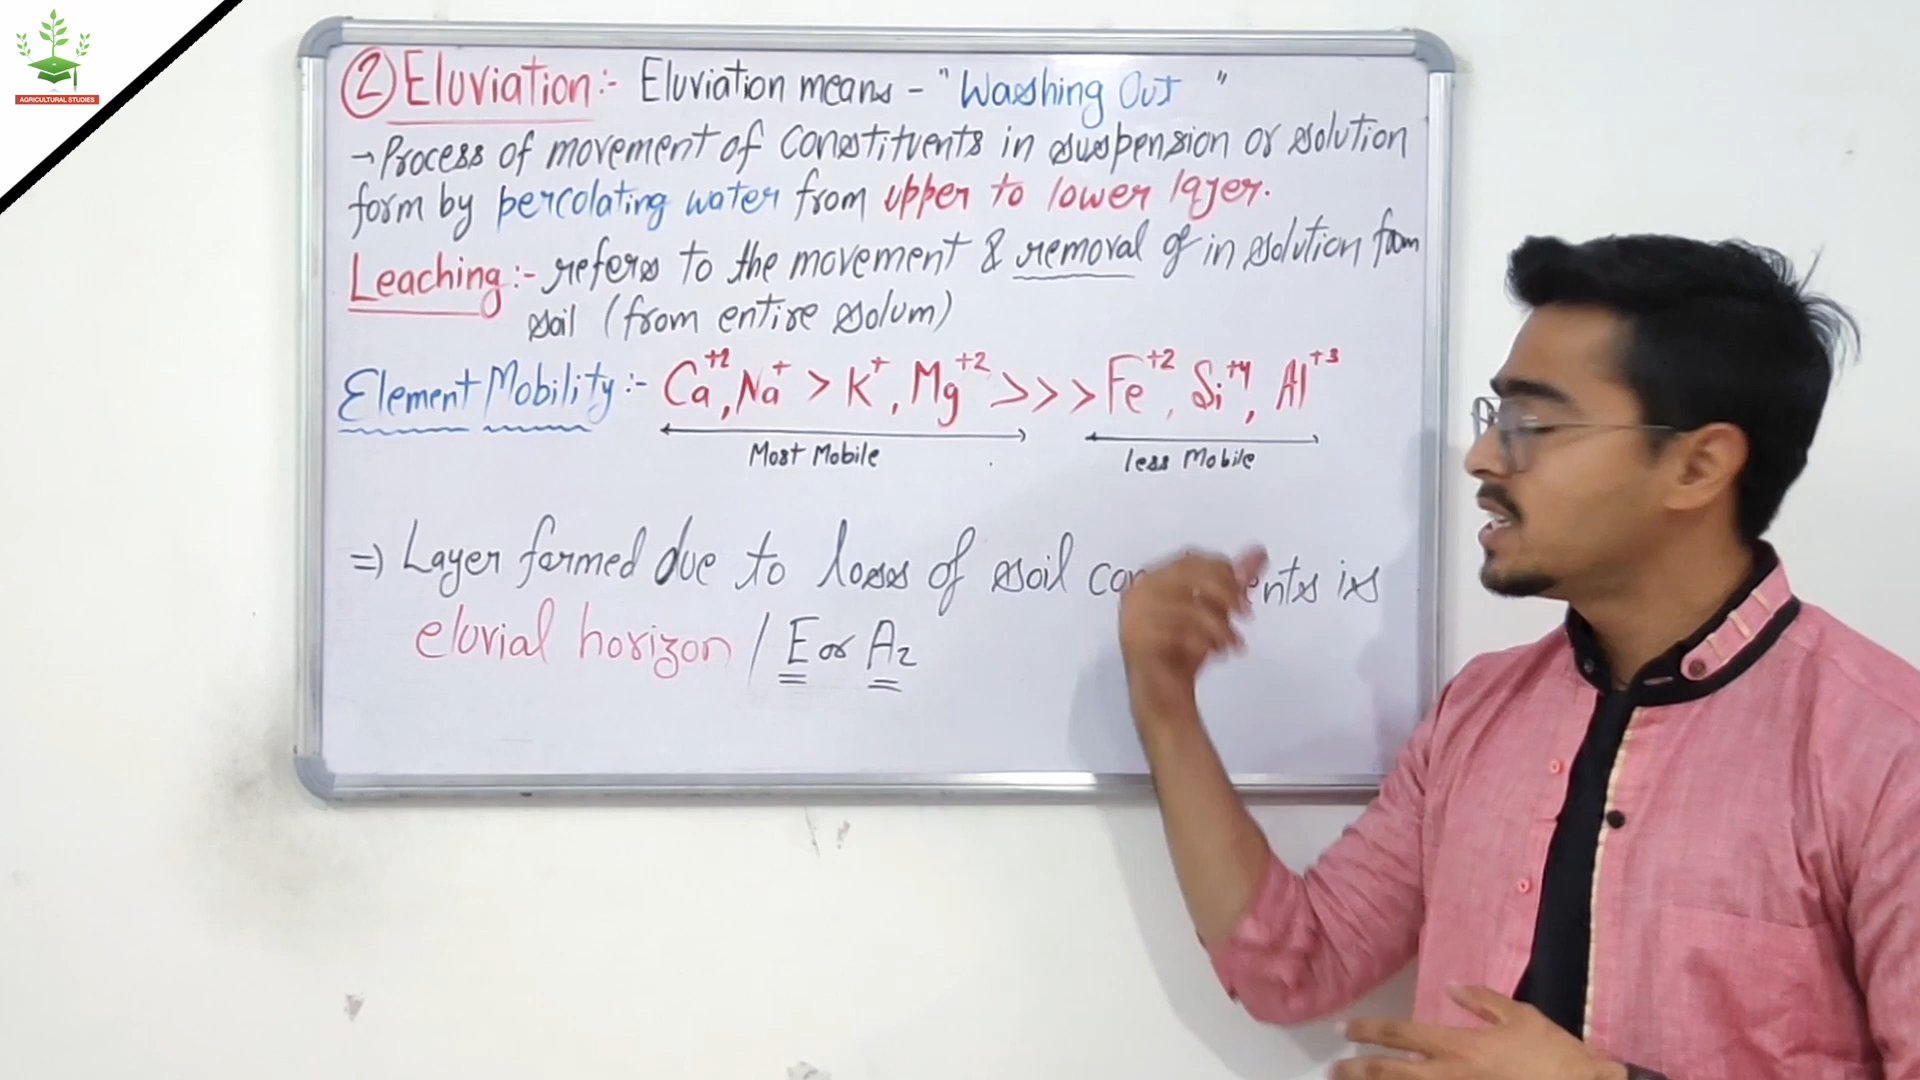 AGRICULTURAL STUDIES
② Eluviation :- Eluviation means - "Washing Out"
→ Process of movement of constituents in suspension or solution
form by percolating water from upper to lower layer.
Leaching :- refers to the movement & removal of in solution from
soil (from entire solum)
Element Mobility :- Ca+2, Na+ > K+, Mg+2 >>> Fe+2, Si+4, Al+3
Most Mobile less Mobile
⇒ Layer formed due to loss of soil is
eluvial horizon / E or A2